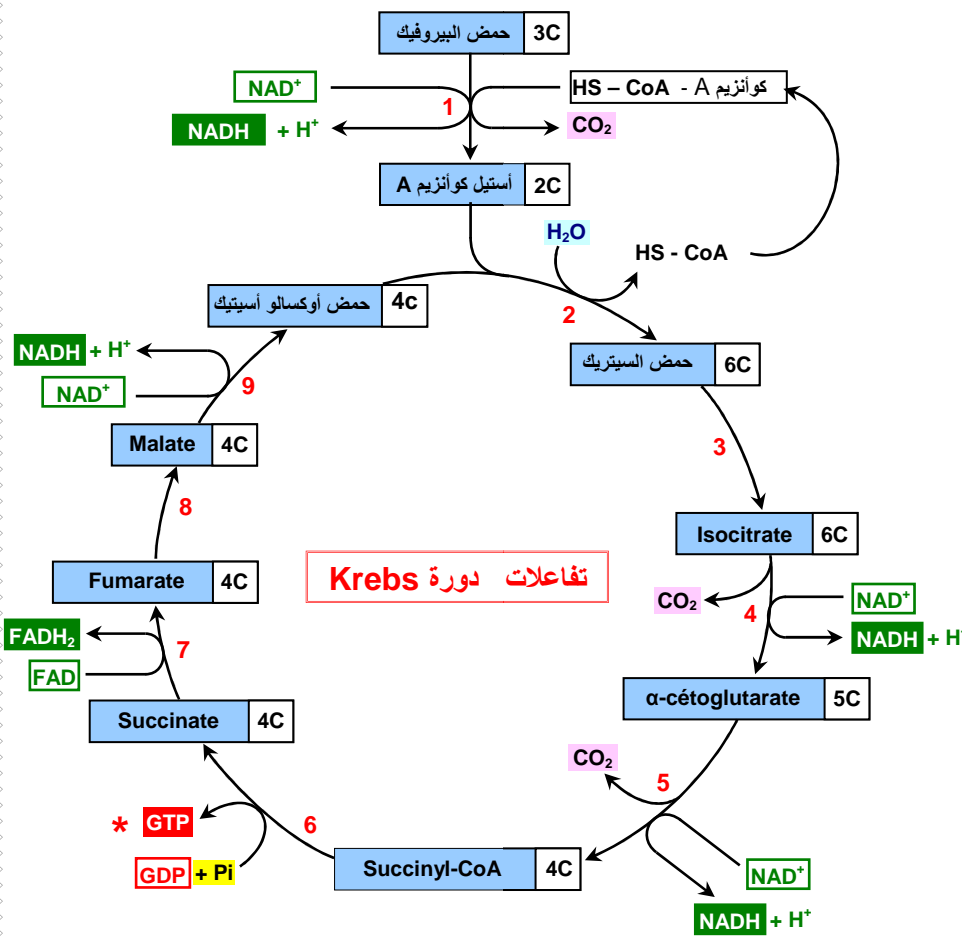 حمض البيروفيك 3C
NAD⁺
HS – CoA - A كوأنزيم
1
NADH + H⁺
CO₂
أستيل كوأنزيم A 2C
H₂O
HS - CoA
حمض أوكسالو أسيتيك 4c
2
NADH + H⁺
حمض السيتريك 6C
NAD⁺
9
Malate 4C
3
8
Isocitrate 6C
تفاعلات دورة Krebs
Fumarate 4C
CO₂
NAD⁺
4
FADH₂
NADH + H⁺
7
FAD
α-cétoglutarate 5C
Succinate 4C
CO₂
5
* GTP
6
GDP + Pi
Succinyl-CoA 4C
NAD⁺
NADH + H⁺